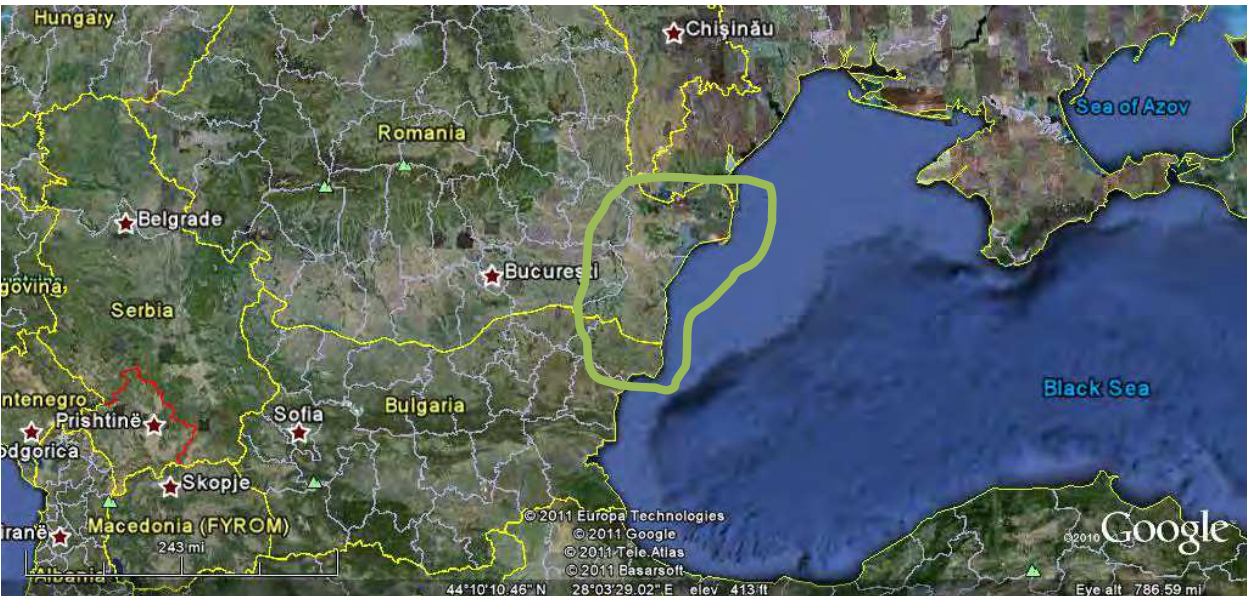 Hungary
Chişinău
Sea of Azov
Romania
Belgrade
Bucureşti
govina,
Serbia
Black Sea
ntenegro
Prishtinë
Sofia
Bulgaria
odgorica
Skopje
iranë
Macedonia (FYROM)
243 mi
Albania
© 2011 Europa Technologies
© 2011 Google
© 2011 Tele Atlas
© 2011 Basarsoft
©2010 Google
44°10'10.46" N 28°03'29.02" E elev 413 ft
Eye alt 786.59 mi